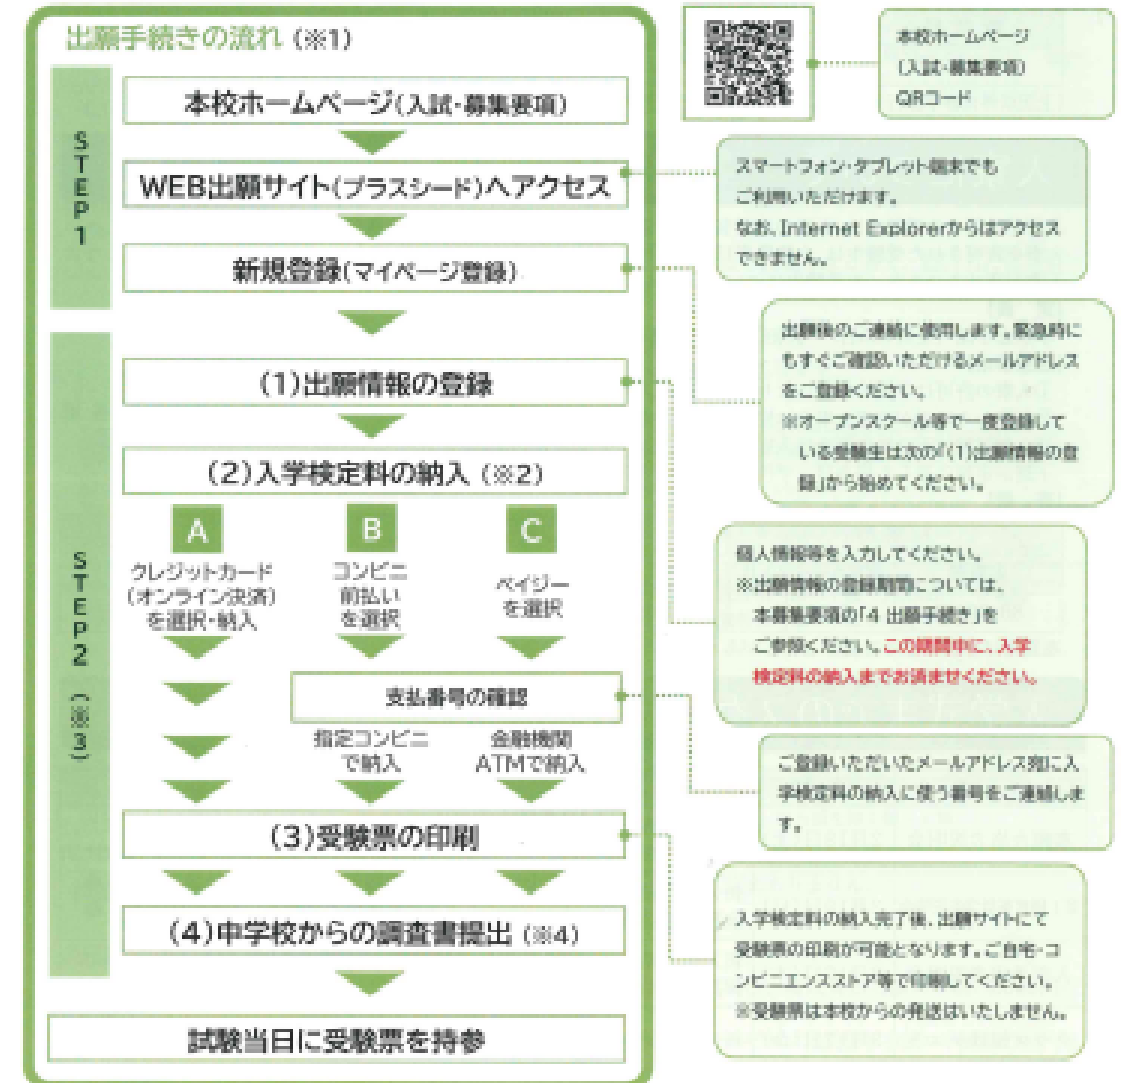 出願手続きの流れ (※1)
STEP1
本校ホームページ(入試・募集要項)
WEB出願サイト(プラスシード)へアクセス
新規登録(マイページ登録)
STEP2 (※3)
(1)出願情報の登録
(2)入学検定料の納入 (※2)
A
クレジットカード
(オンライン決済)
を選択・納入
B
コンビニ
前払い
を選択
C
ペイジー
を選択
支払番号の確認
指定コンビニ
で納入
金融機関
ATMで納入
(3)受験票の印刷
(4)中学校からの調査書提出 (※4)
試験当日に受験票を持参
本校ホームページ
(入試・募集要項)
QRコード
スマートフォン・タブレット端末でも
ご利用いただけます。
なお、Internet Explorerからはアクセス
できません。
出願後のご連絡に使用します。緊急時に
もすぐご確認いただけるメールアドレス
をご登録ください。
※オープンスクール等で一度登録して
いる受験生は次の「(1)出願情報の登
録」から始めてください。
個人情報等を入力してください。
※出願情報の登録期間については、
本募集要項の「4 出願手続き」を
ご参照ください。この期間中に、入学
検定料の納入までお済ませください。
ご登録いただいたメールアドレス宛に入
学検定料の納入に使う番号をご連絡しま
す。
入学検定料の納入完了後、出願サイトにて
受験票の印刷が可能となります。ご自宅・コ
ンビニエンスストア等で印刷してください。
※受験票は本校からの発送はいたしません。